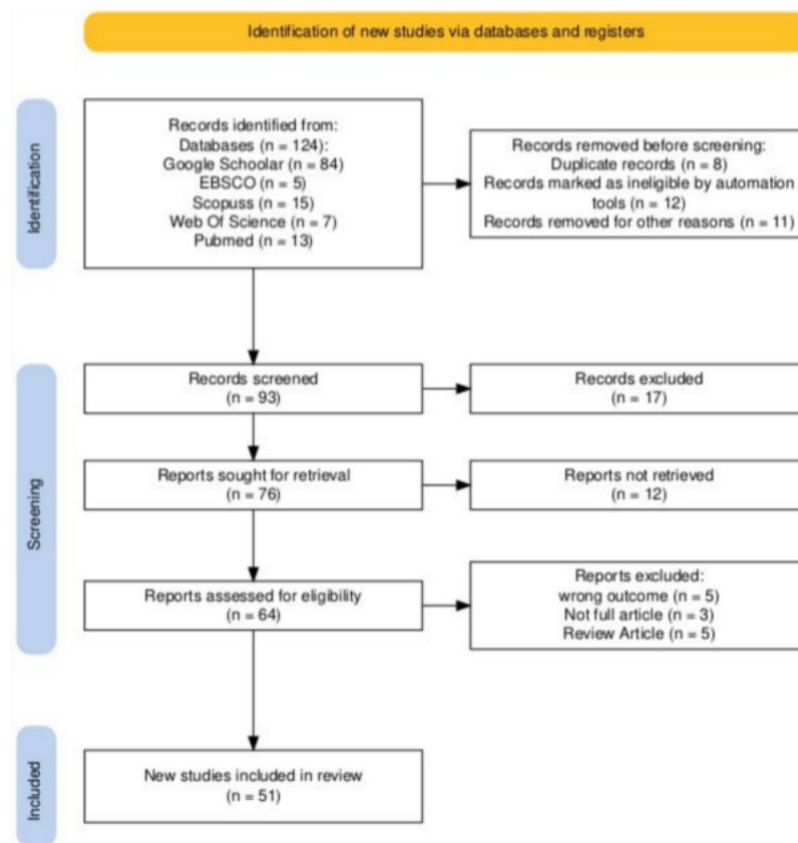 Identification of new studies via databases and registers
Identification
Records identified from:
Databases (n = 124):
Google Schoolar (n = 84)
EBSCO (n = 5)
Scopuss (n = 15)
Web Of Science (n = 7)
Pubmed (n = 13)
Records removed before screening:
Duplicate records (n = 8)
Records marked as ineligible by automation
tools (n = 12)
Records removed for other reasons (n = 11)
Screening
Records screened
(n = 93)
Records excluded
(n = 17)
Reports sought for retrieval
(n = 76)
Reports not retrieved
(n = 12)
Reports assessed for eligibility
(n = 64)
Reports excluded:
wrong outcome (n = 5)
Not full article (n = 3)
Review Article (n = 5)
Included
New studies included in review
(n = 51)